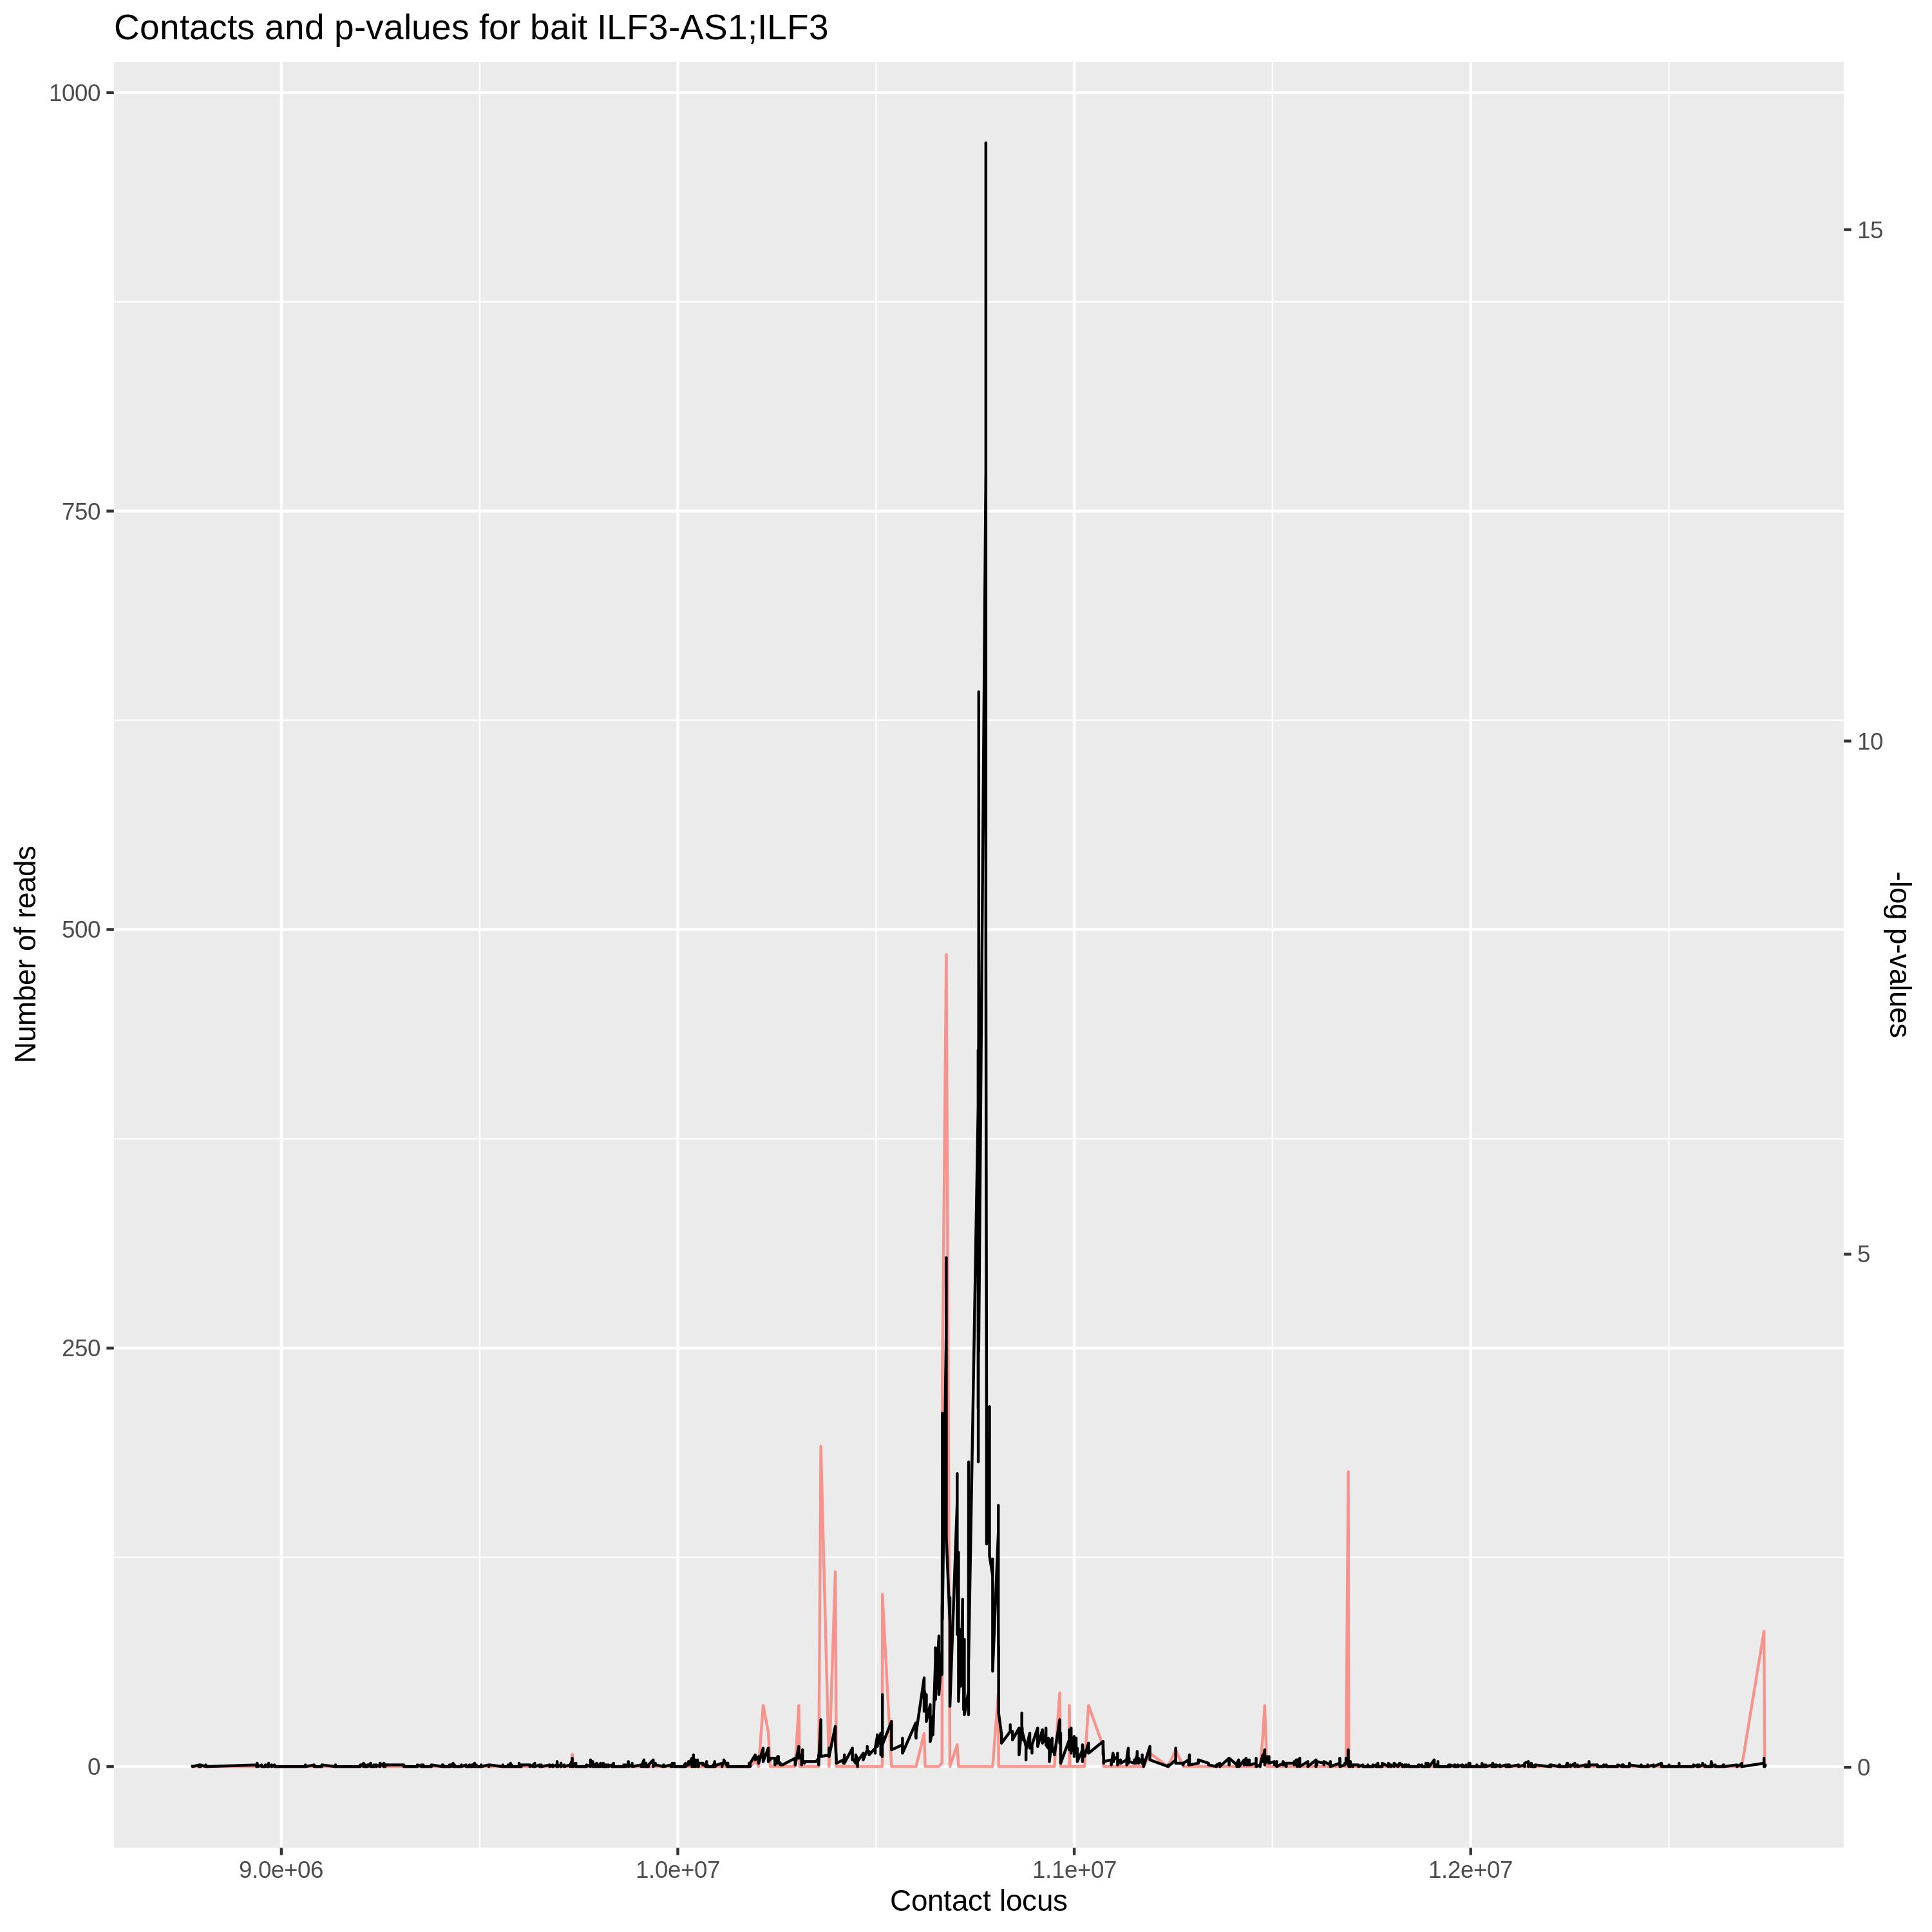 Contacts and p-values for bait ILF3-AS1;ILF3
1000
750
500
250
0
Number of reads
15
10
5
0
-log p-values
9.0e+06
1.0e+07
1.1e+07
1.2e+07
Contact locus